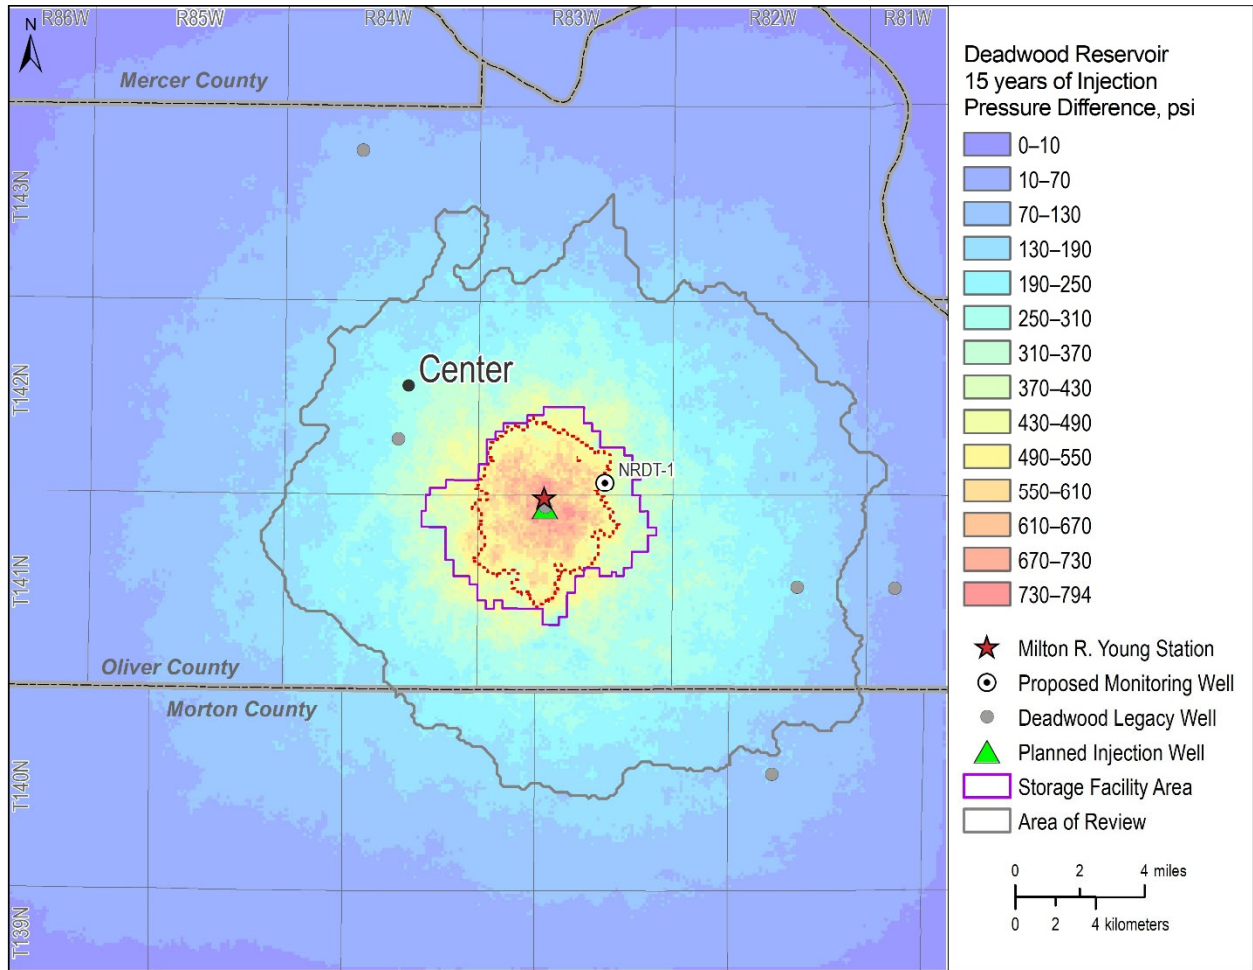 R86W
R85W
R84W
R83W
R82W
R81W
N
Mercer County
T143N
Center
T142N
NRDT-1
T141N
Oliver County
Morton County
T140N
T139N
Deadwood Reservoir
15 years of Injection
Pressure Difference, psi
0–10
10–70
70–130
130–190
190–250
250–310
310–370
370–430
430–490
490–550
550–610
610–670
670–730
730–794
Milton R. Young Station
Proposed Monitoring Well
Deadwood Legacy Well
Planned Injection Well
Storage Facility Area
Area of Review
0 2 4 miles
0 2 4 kilometers